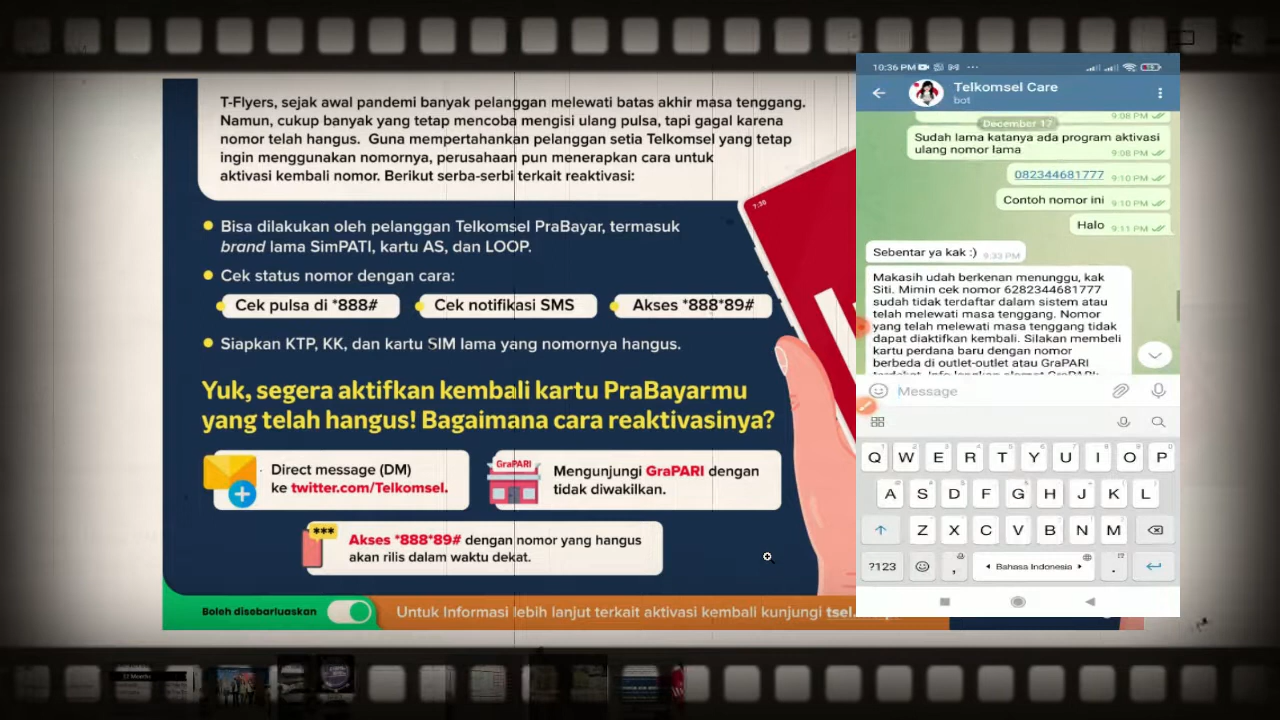 T-Flyers, sejak awal pandemi banyak pelanggan melewati batas akhir masa tenggang.
Namun, cukup banyak yang tetap mencoba mengisi ulang pulsa, tapi gagal karena
nomor telah hangus. Guna mempertahankan pelanggan setia Telkomsel yang tetap
ingin menggunakan nomornya, perusahaan pun menerapkan cara untuk
aktivasi kembali nomor. Berikut serba-serbi terkait reaktivasi:
Bisa dilakukan oleh pelanggan Telkomsel PraBayar, termasuk
brand lama SimPATI, kartu AS, dan LOOP.
Cek status nomor dengan cara:
Cek pulsa di *888#
Cek notifikasi SMS
Akses *888*89#
Siapkan KTP, KK, dan kartu SIM lama yang nomornya hangus.
Yuk, segera aktifkan kembali kartu PraBayarmu
yang telah hangus! Bagaimana cara reaktivasinya?
Direct message (DM)
ke twitter.com/Telkomsel.
GraPARI
Mengunjungi GraPARI dengan
tidak diwakilkan.
***
Akses *888*89# dengan nomor yang hangus
akan rilis dalam waktu dekat.
Boleh disebarluaskan
Untuk Informasi lebih lanjut terkait aktivasi kembali kunjungi tsel.
7:30
10:36 PM
Telkomsel Care
bot
9:08 PM
December 17
Sudah lama katanya ada program aktivasi
ulang nomor lama
9:08 PM
082344681777
9:10 PM
Contoh nomor ini
9:10 PM
Halo
9:11 PM
Sebentar ya kak :)
9:33 PM
Makasih udah berkenan menunggu, kak
Siti. Mimin cek nomor 6282344681777
sudah tidak terdaftar dalam sistem atau
telah melewati masa tenggang. Nomor
yang telah melewati masa tenggang tidak
dapat diaktifkan kembali. Silakan membeli
kartu perdana baru dengan nomor
berbeda di outlet-outlet atau GraPARI
Message
Q W E R T Y U I O P
A S D F G H J K L
Z X C V B N M
?123 , Bahasa Indonesia .
12 Months